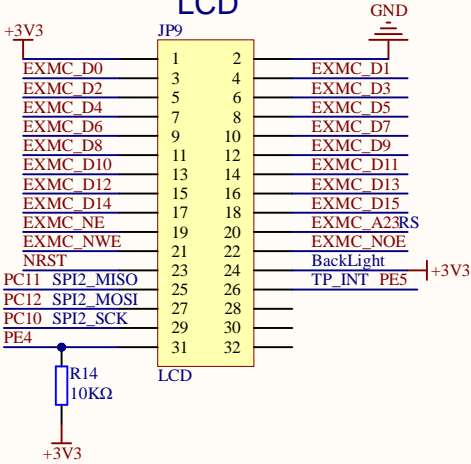 LCD
GND
+3V3 JP9
1 2
EXMC_D0 3 4 EXMC_D1
EXMC_D2 5 6 EXMC_D3
EXMC_D4 7 8 EXMC_D5
EXMC_D6 9 10 EXMC_D7
EXMC_D8 11 12 EXMC_D9
EXMC_D10 13 14 EXMC_D11
EXMC_D12 15 16 EXMC_D13
EXMC_D14 17 18 EXMC_D15
EXMC_NE 19 20 EXMC_A23RS
EXMC_NWE 21 22 EXMC_NOE
NRST 23 24 BackLight +3V3
PC11 SPI2_MISO 25 26 TP_INT PE5
PC12 SPI2_MOSI 27 28
PC10 SPI2_SCK 29 30
PE4 31 32
LCD
R14
10KΩ
+3V3